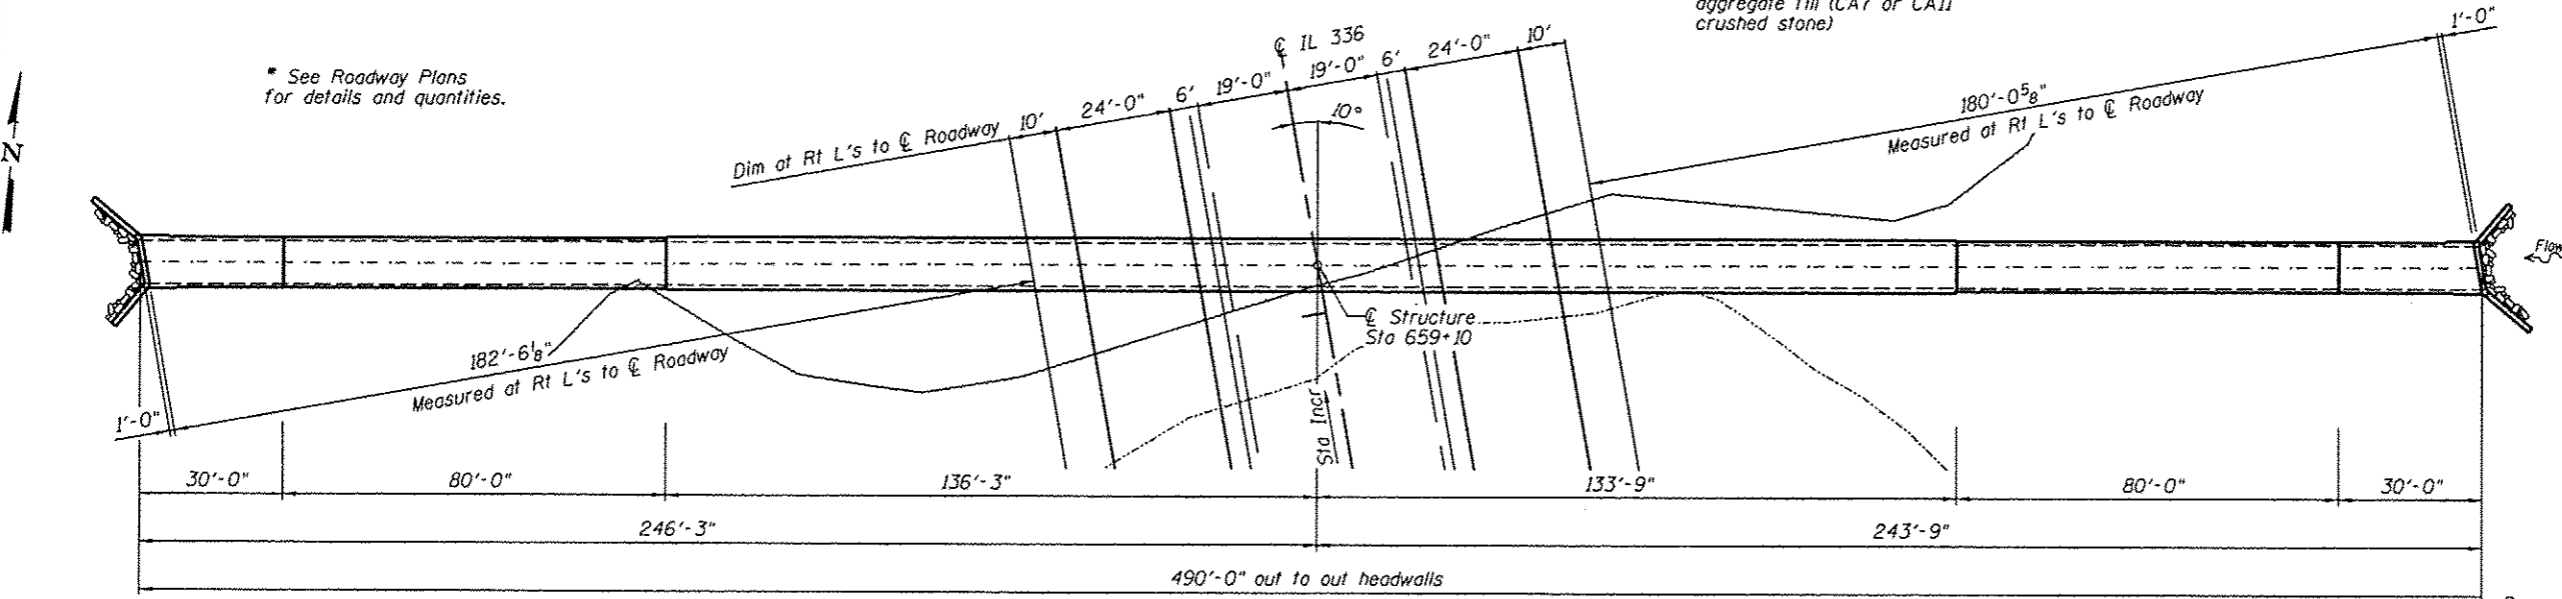 aggregate fill (CA7 or CA11
crushed stone)
1'-0"
℄ IL 336
10'
24'-0"
6'
19'-0"
19'-0"
6'
24'-0"
10'
* See Roadway Plans
for details and quantities.
10°
180'-0 5/8"
Measured at Rt L's to ℄ Roadway
Dim at Rt L's to ℄ Roadway
N
Flow
℄ Structure
Sta 659+10
182'-6 1/8"
Measured at Rt L's to ℄ Roadway
1'-0"
Sta Incr
30'-0"
80'-0"
136'-3"
133'-9"
80'-0"
30'-0"
246'-3"
243'-9"
490'-0" out to out headwalls